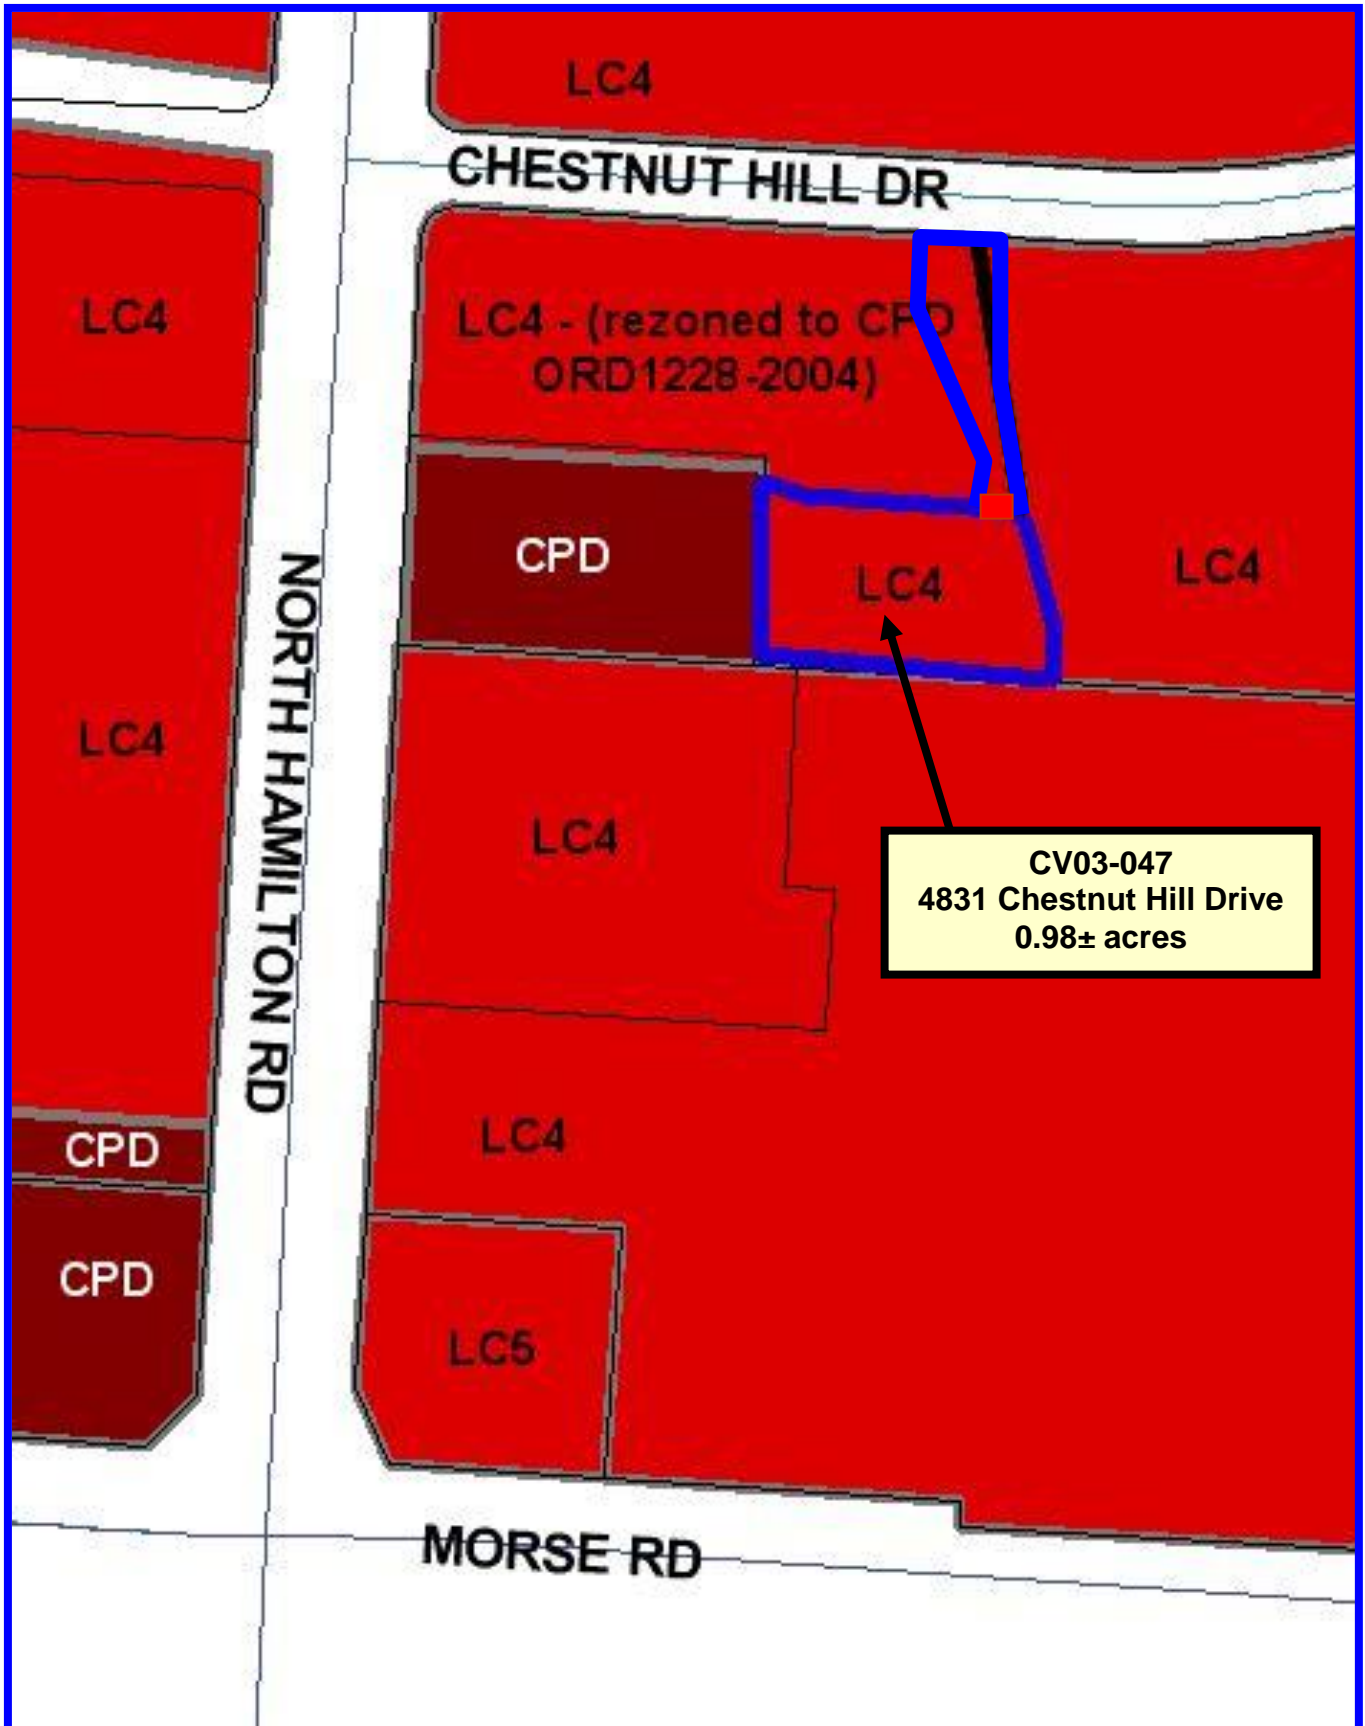 LC4
CHESTNUT HILL DR
LC4
LC4 - (rezoned to CPD
ORD1228-2004)
CPD
LC4
LC4
NORTH HAMILTON RD
LC4
LC4
CV03-047
4831 Chestnut Hill Drive
0.98± acres
CPD
LC4
CPD
LC5
MORSE RD